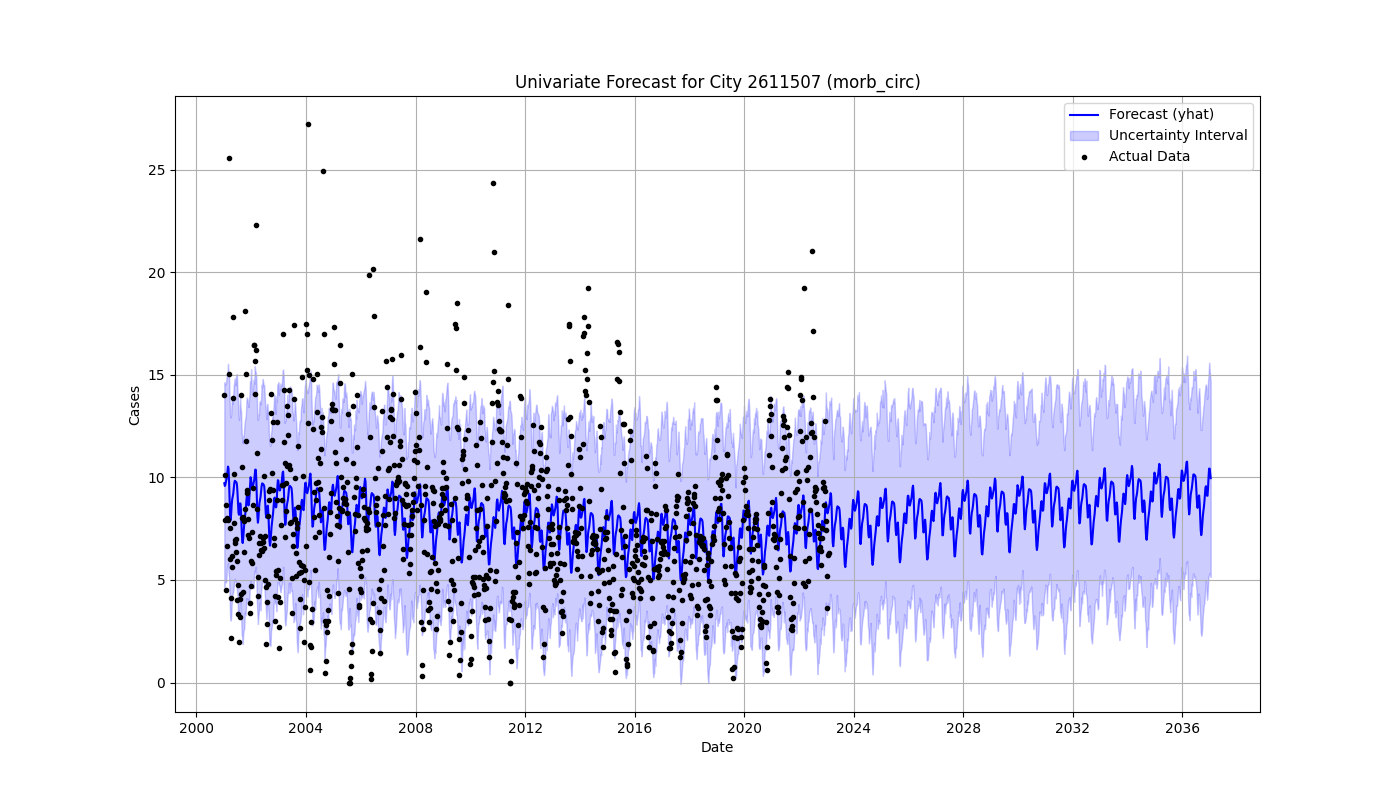 Univariate Forecast for City 2611507 (morb_circ)
Forecast (yhat)
Uncertainty Interval
Actual Data
25
20
15
10
5
0
Cases
2000 2004 2008 2012 2016 2020 2024 2028 2032 2036
Date